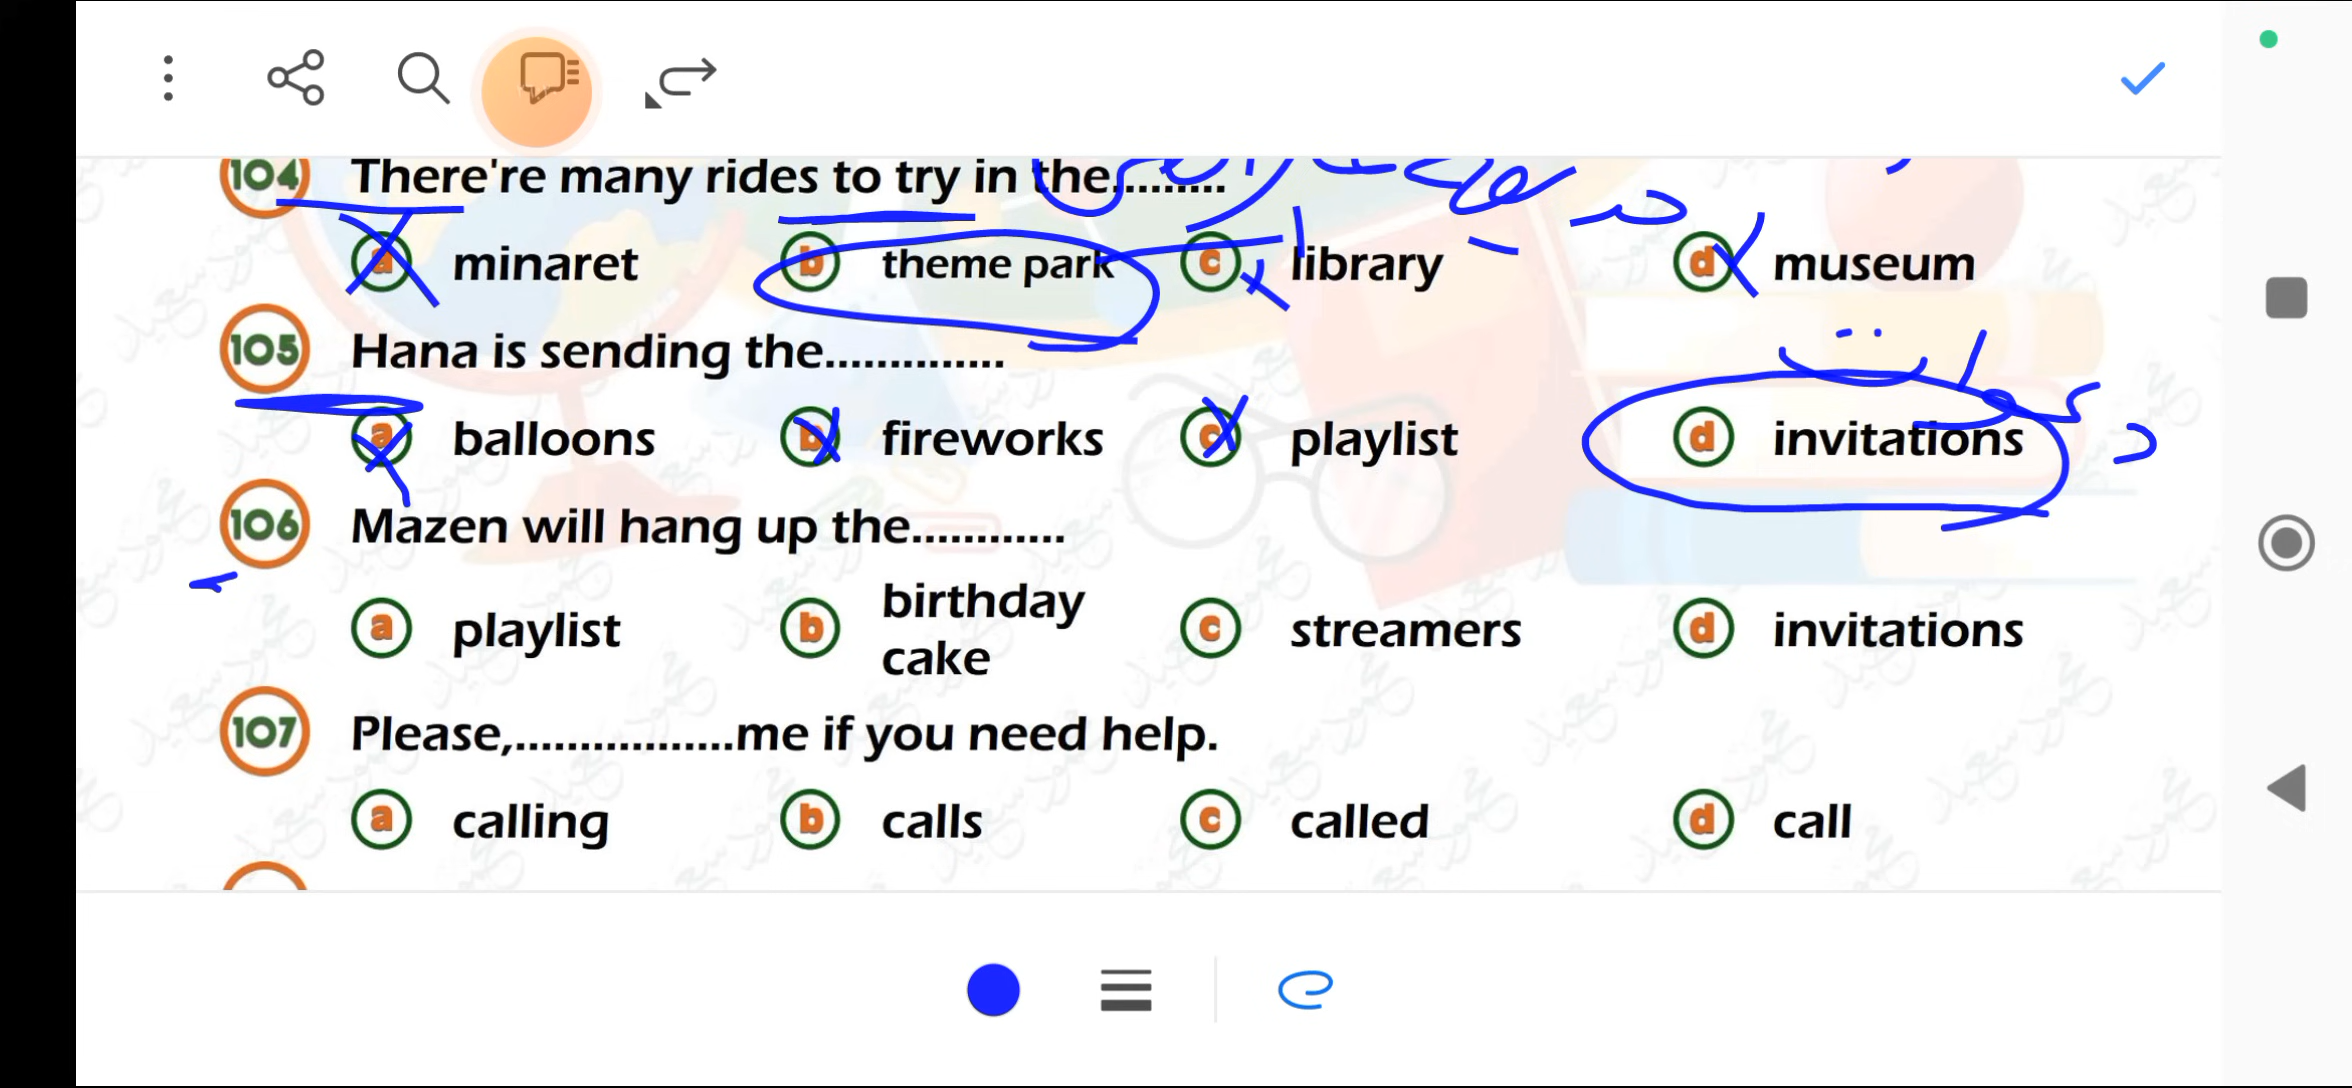 104 There're many rides to try in the.........
a minaret b theme park c library d museum
105 Hana is sending the..............
a balloons b fireworks c playlist d invitations
106 Mazen will hang up the............
a playlist b birthday cake c streamers d invitations
107 Please,.................me if you need help.
a calling b calls c called d call